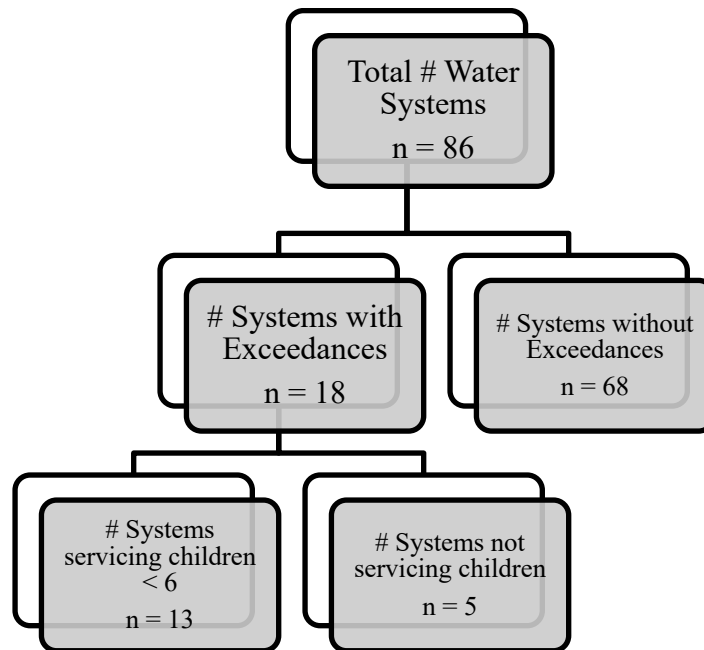 Total # Water
Systems
n = 86
# Systems with
Exceedances
n = 18
# Systems without
Exceedances
n = 68
# Systems
servicing children
< 6
n = 13
# Systems not
servicing children
n = 5